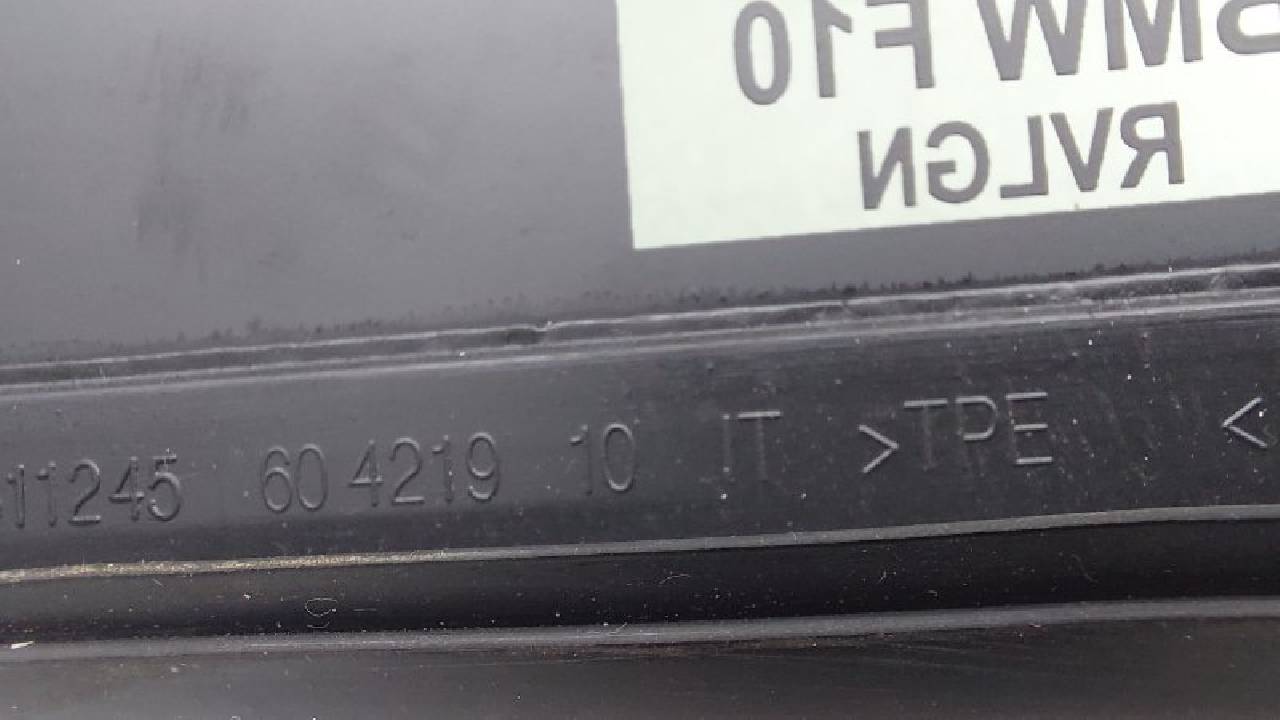 BMW F10
RVLGN
11245 60 4219 10 IT >TPE <